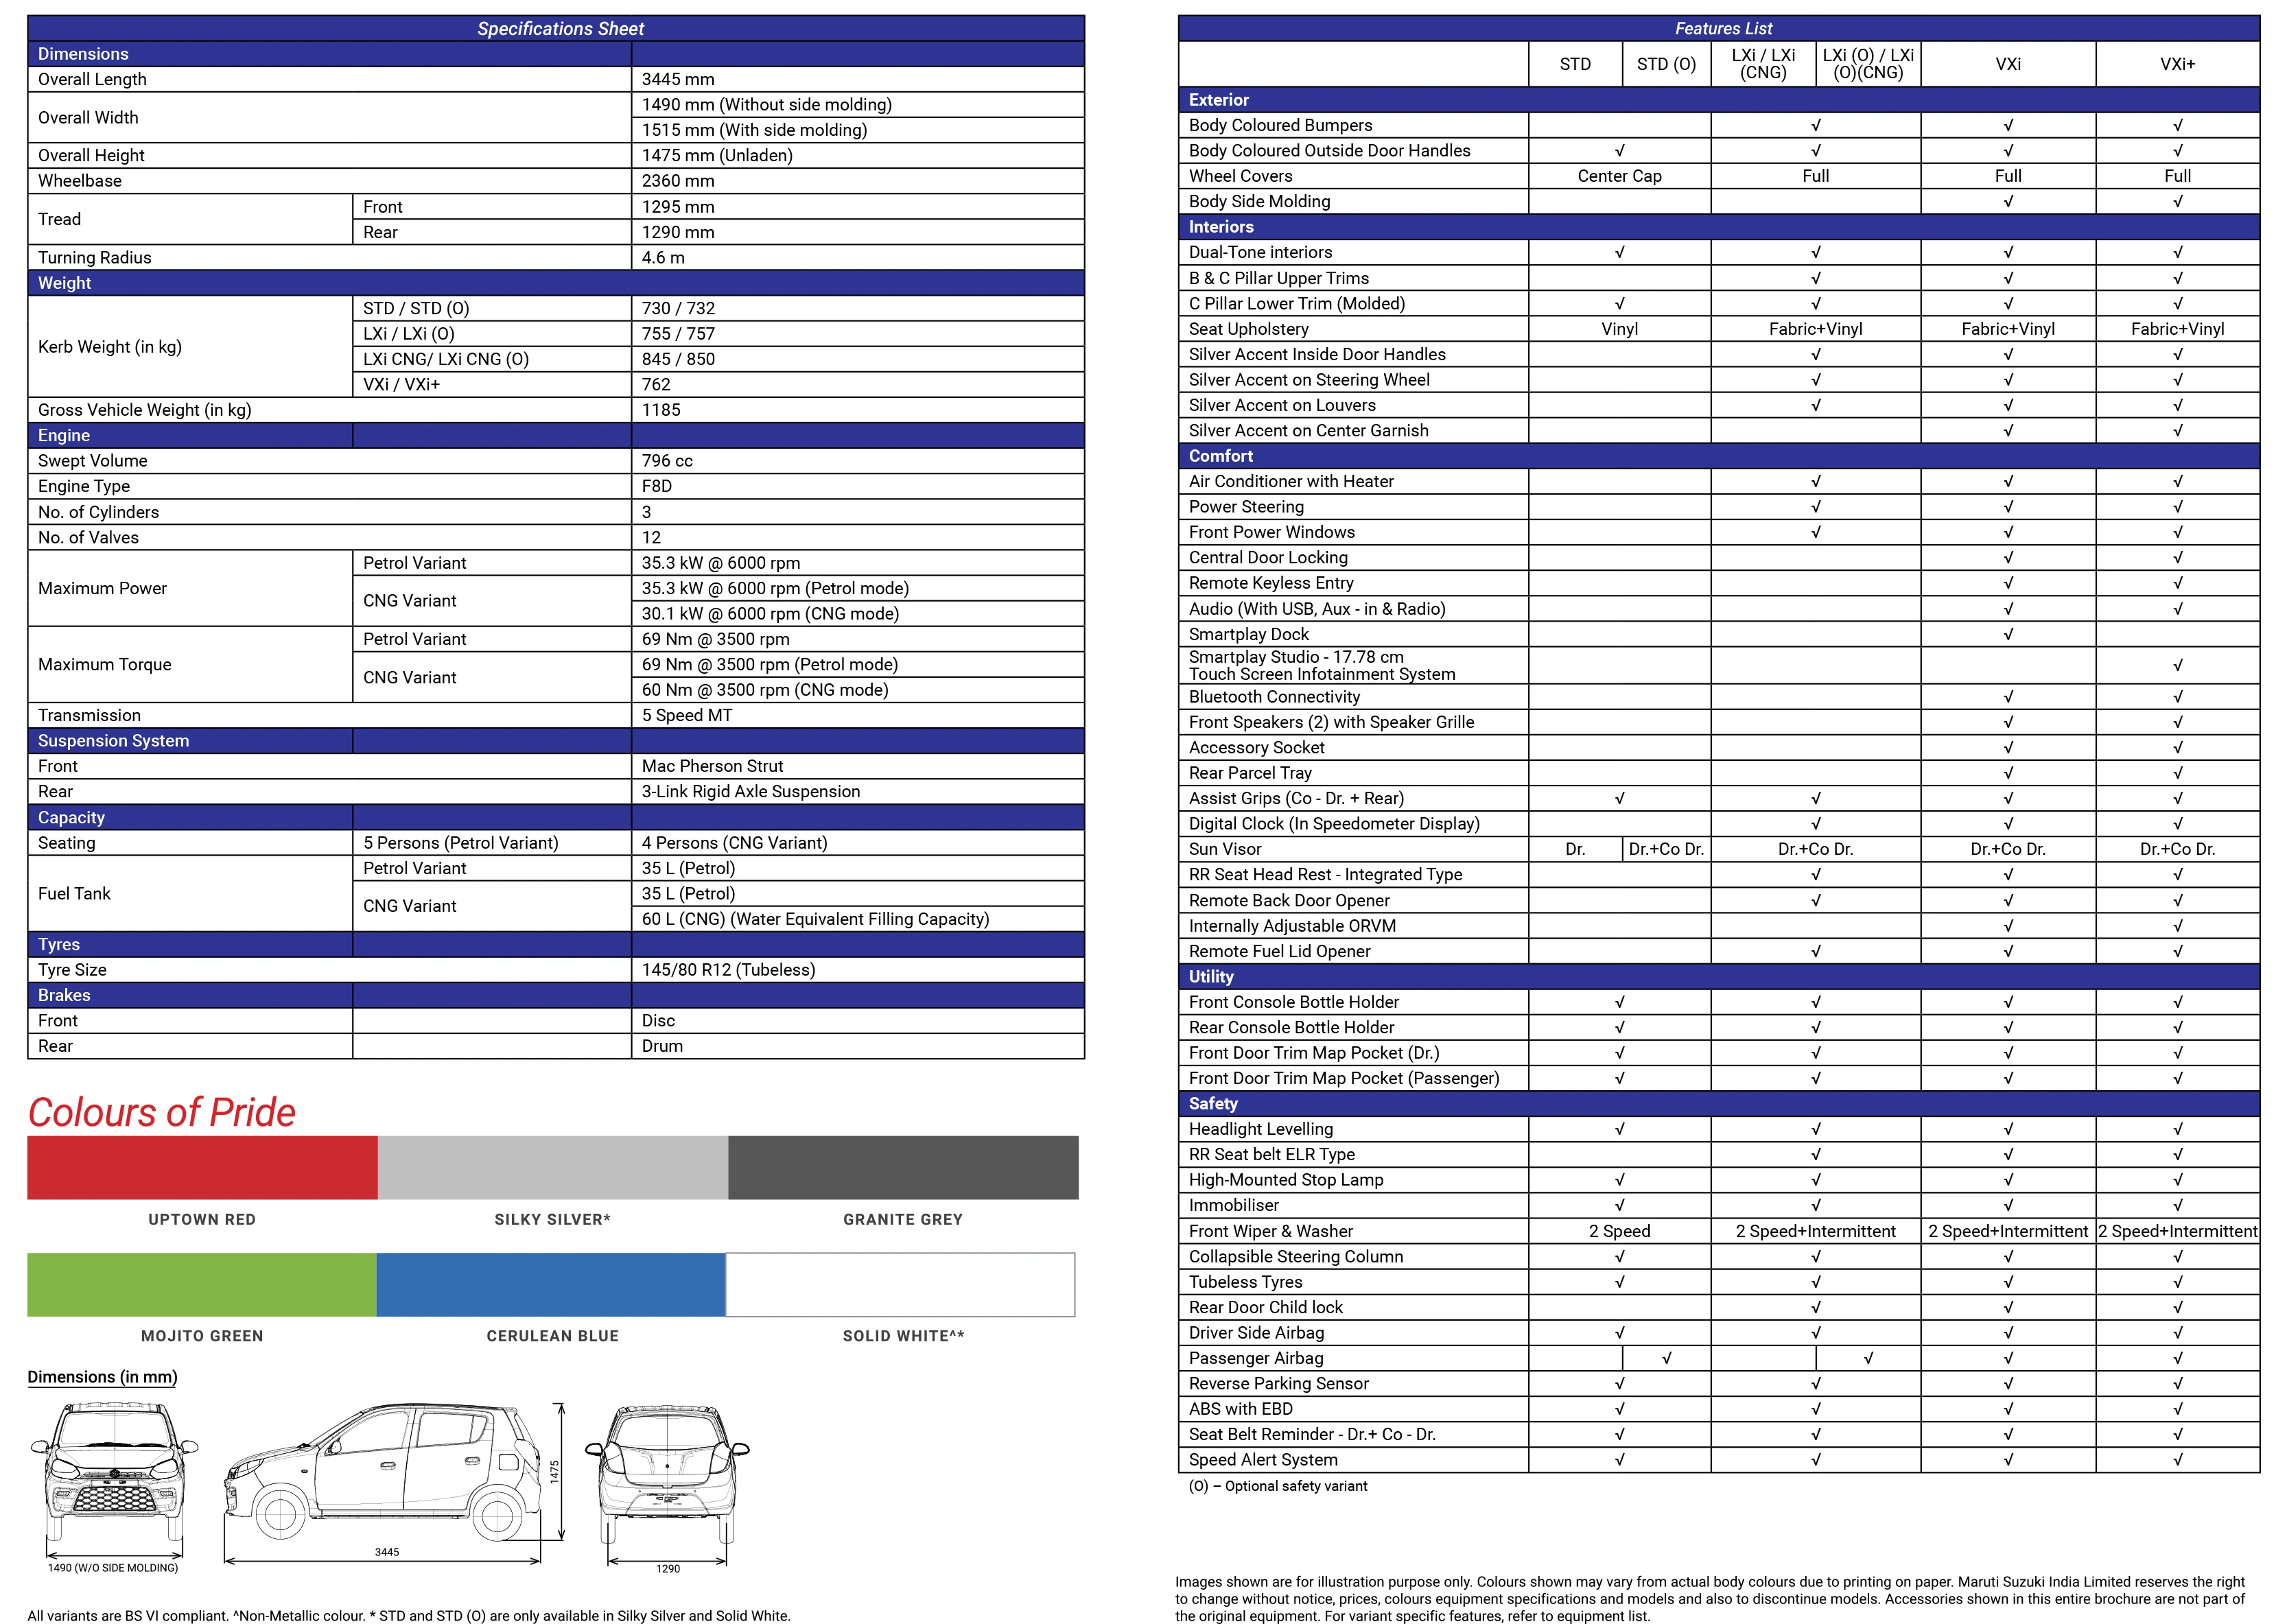 Specifications Sheet
Dimensions
Overall Length 3445 mm
Overall Width 1490 mm (Without side molding)
1515 mm (With side molding)
Overall Height 1475 mm (Unladen)
Wheelbase 2360 mm
Tread Front 1295 mm
Rear 1290 mm
Turning Radius 4.6 m
Weight
Kerb Weight (in kg) STD / STD (O) 730 / 732
LXi / LXi (O) 755 / 757
LXi CNG/ LXi CNG (O) 845 / 850
VXi / VXi+ 762
Gross Vehicle Weight (in kg) 1185
Engine
Swept Volume 796 cc
Engine Type F8D
No. of Cylinders 3
No. of Valves 12
Maximum Power Petrol Variant 35.3 kW @ 6000 rpm
CNG Variant 35.3 kW @ 6000 rpm (Petrol mode)
30.1 kW @ 6000 rpm (CNG mode)
Maximum Torque Petrol Variant 69 Nm @ 3500 rpm
CNG Variant 69 Nm @ 3500 rpm (Petrol mode)
60 Nm @ 3500 rpm (CNG mode)
Transmission 5 Speed MT
Suspension System
Front Mac Pherson Strut
Rear 3-Link Rigid Axle Suspension
Capacity
Seating 5 Persons (Petrol Variant) 4 Persons (CNG Variant)
Fuel Tank Petrol Variant 35 L (Petrol)
CNG Variant 35 L (Petrol)
60 L (CNG) (Water Equivalent Filling Capacity)
Tyres
Tyre Size 145/80 R12 (Tubeless)
Brakes
Front Disc
Rear Drum
Colours of Pride
UPTOWN RED SILKY SILVER* GRANITE GREY
MOJITO GREEN CERULEAN BLUE SOLID WHITE^*
Dimensions (in mm)
1475
3445
1490 (W/O SIDE MOLDING)
1290
All variants are BS VI compliant. ^Non-Metallic colour. * STD and STD (O) are only available in Silky Silver and Solid White.
Features List
STD STD (O) LXi / LXi (CNG) LXi (O) / LXi (O)(CNG) VXi VXi+
Exterior
Body Coloured Bumpers √ √ √
Body Coloured Outside Door Handles √ √ √ √
Wheel Covers Center Cap Full Full Full
Body Side Molding √ √
Interiors
Dual-Tone interiors √ √ √ √
B & C Pillar Upper Trims √ √ √
C Pillar Lower Trim (Molded) √ √ √ √
Seat Upholstery Vinyl Fabric+Vinyl Fabric+Vinyl Fabric+Vinyl
Silver Accent Inside Door Handles √ √ √
Silver Accent on Steering Wheel √ √ √
Silver Accent on Louvers √ √ √
Silver Accent on Center Garnish √ √
Comfort
Air Conditioner with Heater √ √ √
Power Steering √ √ √
Front Power Windows √ √ √
Central Door Locking √ √
Remote Keyless Entry √ √
Audio (With USB, Aux - in & Radio) √ √
Smartplay Dock √
Smartplay Studio - 17.78 cm
Touch Screen Infotainment System √
Bluetooth Connectivity √ √
Front Speakers (2) with Speaker Grille √ √
Accessory Socket √ √
Rear Parcel Tray √ √
Assist Grips (Co - Dr. + Rear) √ √ √ √
Digital Clock (In Speedometer Display) √ √ √
Sun Visor Dr. Dr.+Co Dr. Dr.+Co Dr. Dr.+Co Dr. Dr.+Co Dr.
RR Seat Head Rest - Integrated Type √ √ √
Remote Back Door Opener √ √ √
Internally Adjustable ORVM √ √
Remote Fuel Lid Opener √ √ √
Utility
Front Console Bottle Holder √ √ √ √
Rear Console Bottle Holder √ √ √ √
Front Door Trim Map Pocket (Dr.) √ √ √ √
Front Door Trim Map Pocket (Passenger) √ √ √ √
Safety
Headlight Levelling √ √ √ √
RR Seat belt ELR Type √ √ √
High-Mounted Stop Lamp √ √ √ √
Immobiliser √ √ √ √
Front Wiper & Washer 2 Speed 2 Speed+Intermittent 2 Speed+Intermittent 2 Speed+Intermittent
Collapsible Steering Column √ √ √ √
Tubeless Tyres √ √ √ √
Rear Door Child lock √ √ √
Driver Side Airbag √ √ √ √
Passenger Airbag √ √ √ √
Reverse Parking Sensor √ √ √ √
ABS with EBD √ √ √ √
Seat Belt Reminder - Dr.+ Co - Dr. √ √ √ √
Speed Alert System √ √ √ √
(O) – Optional safety variant
Images shown are for illustration purpose only. Colours shown may vary from actual body colours due to printing on paper. Maruti Suzuki India Limited reserves the right
to change without notice, prices, colours equipment specifications and models and also to discontinue models. Accessories shown in this entire brochure are not part of
the original equipment. For variant specific features, refer to equipment list.